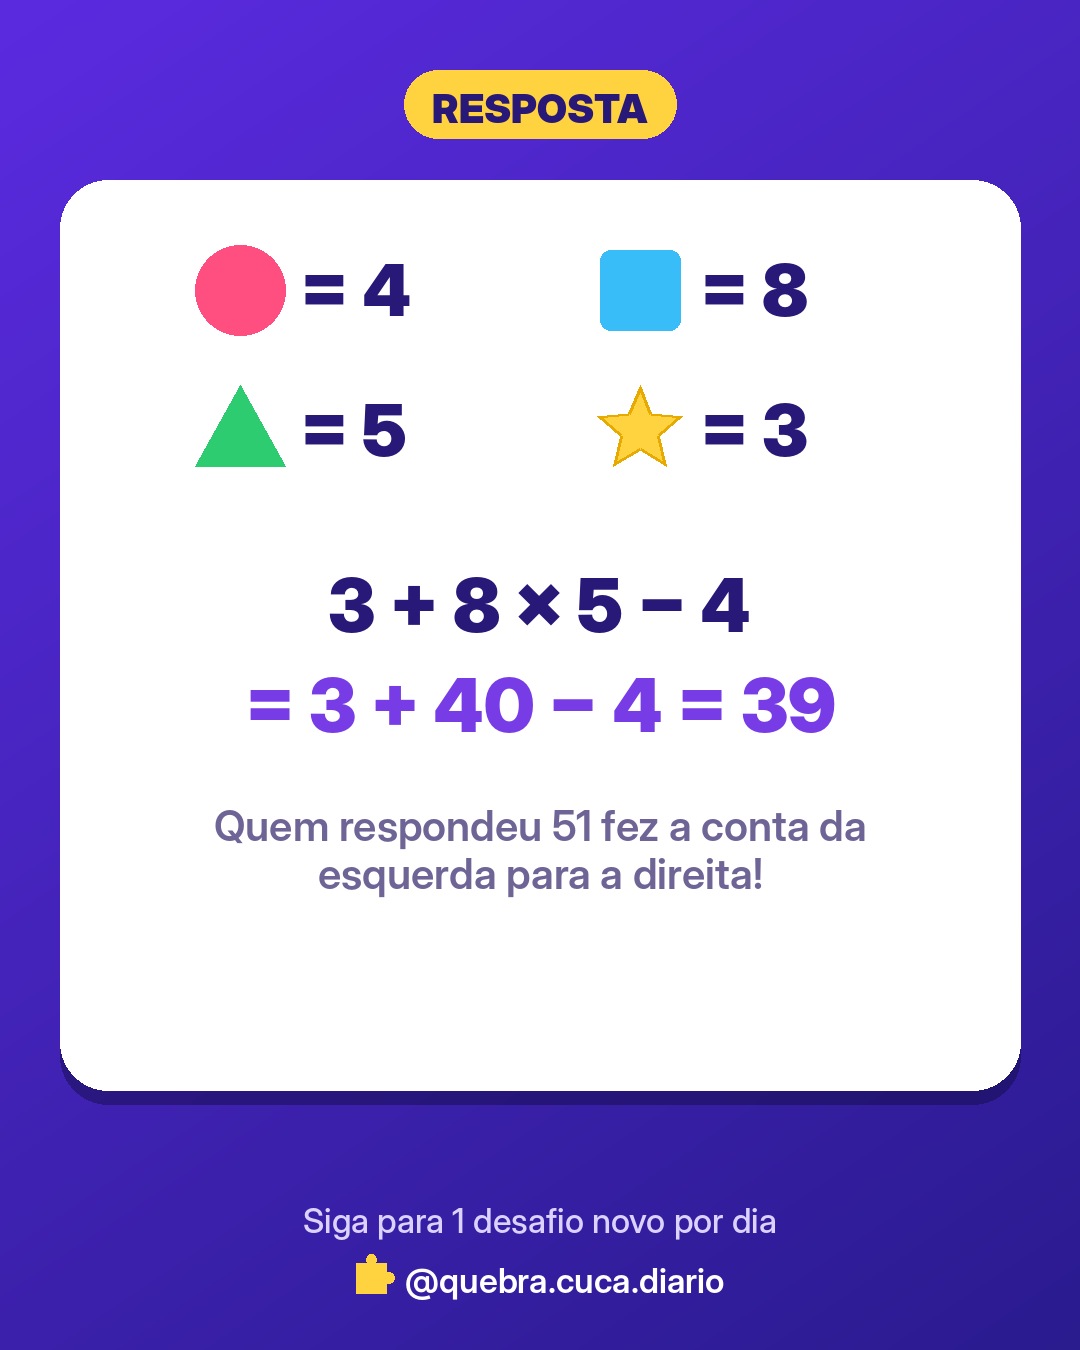 RESPOSTA
= 4
= 8
= 5
= 3
3 + 8 × 5 − 4
= 3 + 40 − 4 = 39
Quem respondeu 51 fez a conta da
esquerda para a direita!
Siga para 1 desafio novo por dia
@quebra.cuca.diario